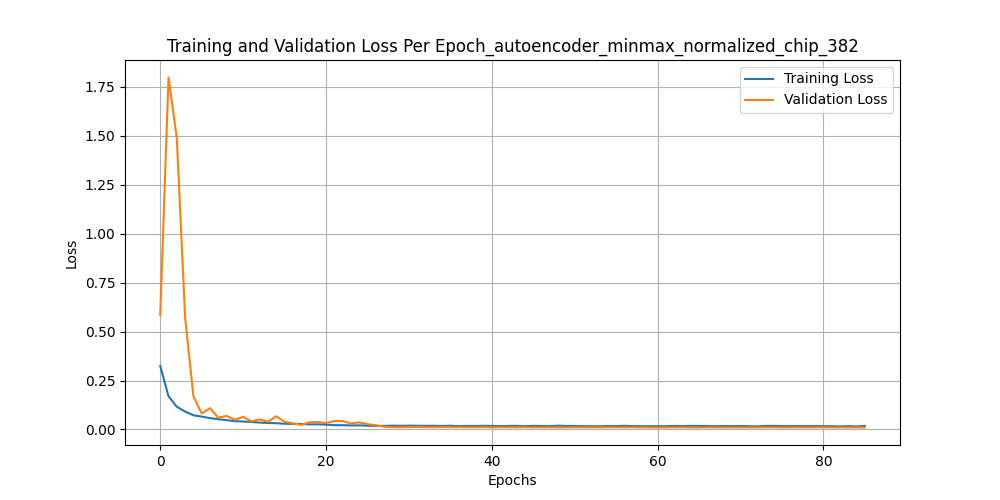 Training and Validation Loss Per Epoch_autoencoder_minmax_normalized_chip_382
Training Loss
Validation Loss
1.75
1.50
1.25
1.00
0.75
0.50
0.25
0.00
Loss
0 20 40 60 80
Epochs